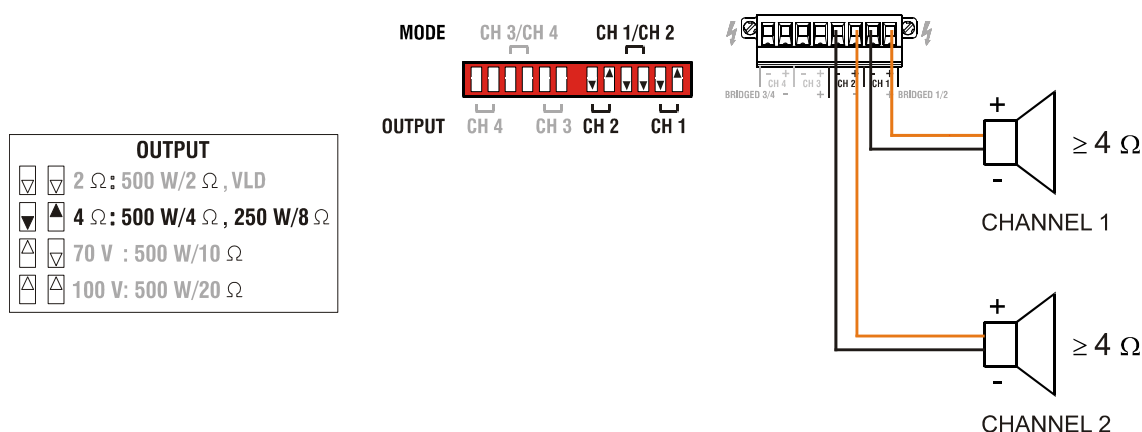 MODE CH 3/CH 4 CH 1/CH 2
OUTPUT CH 4 CH 3 CH 2 CH 1
- + - + - + - +
CH 4 CH 3 CH 2 CH 1
BRIDGED 3/4 - + - + BRIDGED 1/2
OUTPUT
2 Ω: 500 W/2 Ω , VLD
4 Ω: 500 W/4 Ω , 250 W/8 Ω
70 V : 500 W/10 Ω
100 V: 500 W/20 Ω
+
≥ 4 Ω
-
CHANNEL 1
+
≥ 4 Ω
-
CHANNEL 2